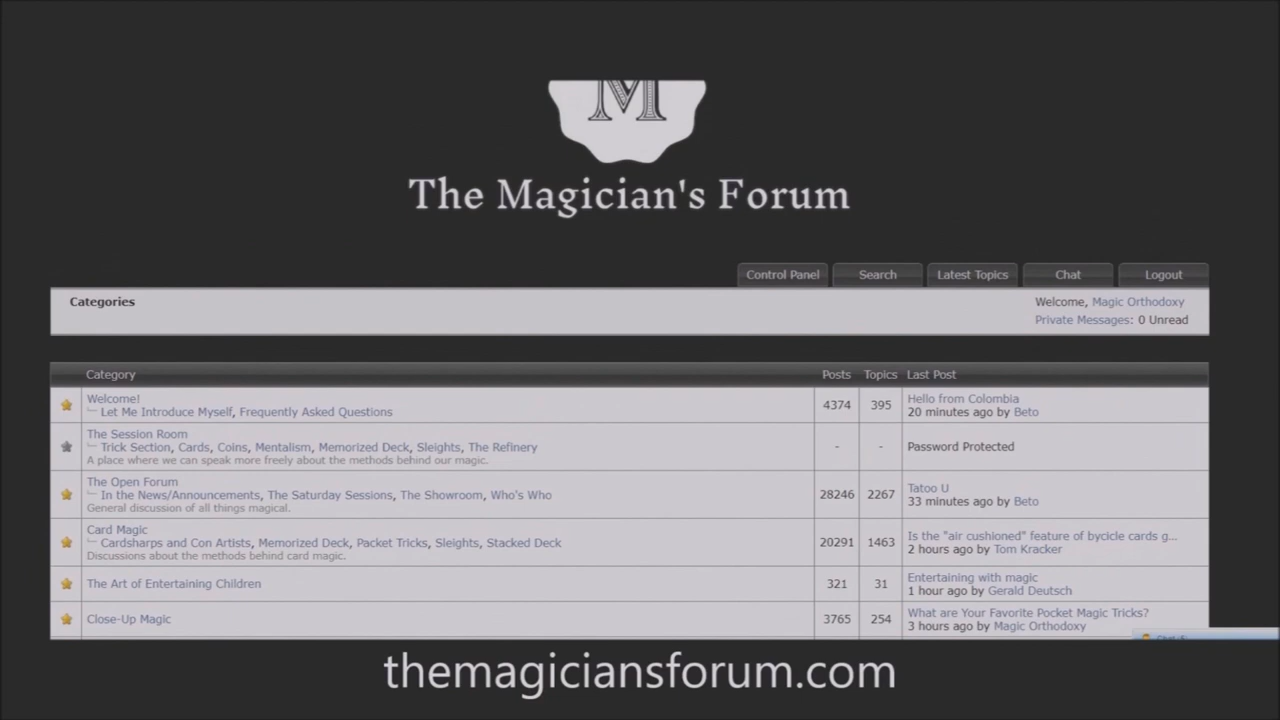 M
The Magician's Forum
Control Panel Search Latest Topics Chat Logout
Categories
Welcome, Magic Orthodoxy
Private Messages: 0 Unread
Category Posts Topics Last Post
Welcome!
Let Me Introduce Myself, Frequently Asked Questions
4374 395
Hello from Colombia
20 minutes ago by Beto
The Session Room
Trick Section, Cards, Coins, Mentalism, Memorized Deck, Sleights, The Refinery
A place where we can speak more freely about the methods behind our magic.
- - Password Protected
The Open Forum
In the News/Announcements, The Saturday Sessions, The Showroom, Who's Who
General discussion of all things magical.
28246 2267
Tatoo U
33 minutes ago by Beto
Card Magic
Cardsharps and Con Artists, Memorized Deck, Packet Tricks, Sleights, Stacked Deck
Discussions about the methods behind card magic.
20291 1463
Is the "air cushioned" feature of bycicle cards g...
2 hours ago by Tom Kracker
The Art of Entertaining Children
321 31
Entertaining with magic
1 hour ago by Gerald Deutsch
Close-Up Magic
3765 254
What are Your Favorite Pocket Magic Tricks?
3 hours ago by Magic Orthodoxy
themagiciansforum.com